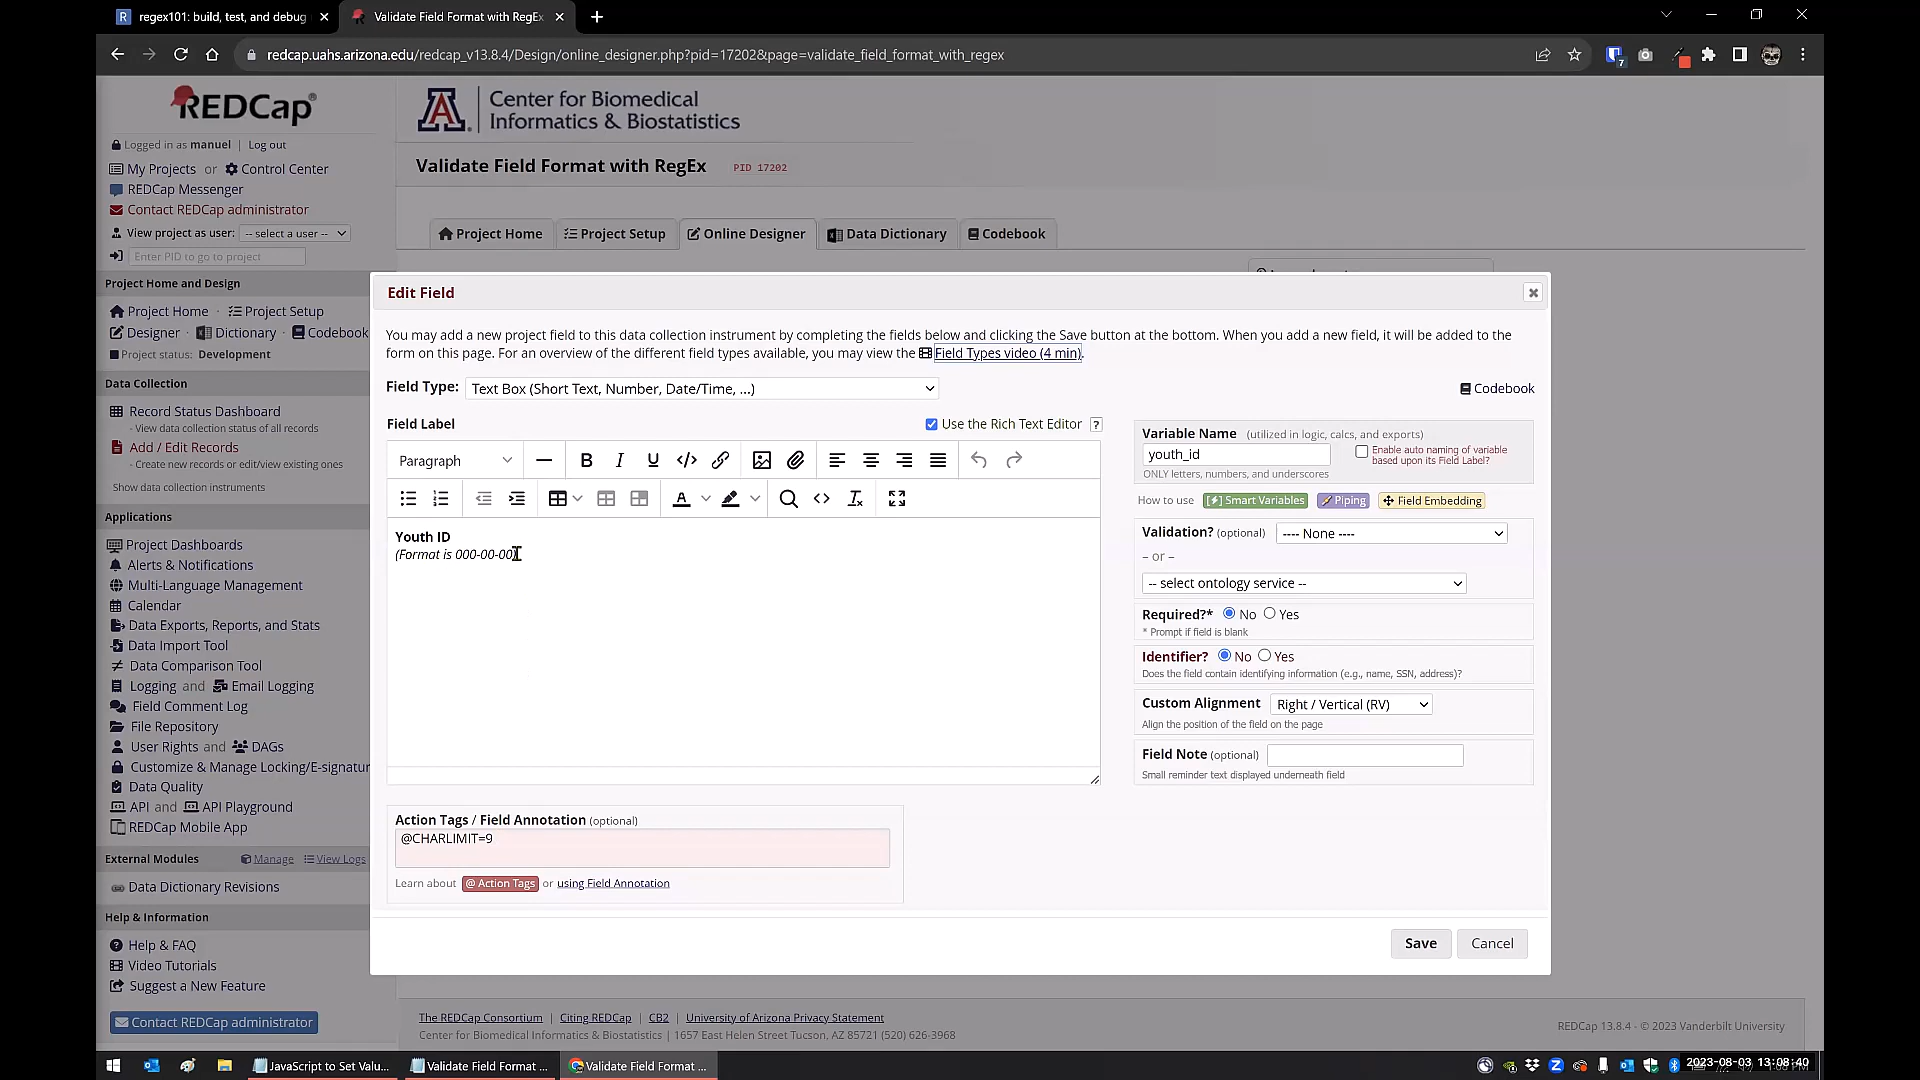 regex101: build, test, and debug
Validate Field Format with RegEx
redcap.uahs.arizona.edu/redcap_v13.8.4/Design/online_designer.php?pid=17202&page=validate_field_format_with_regex
7
REDCap
Logged in as manuel | Log out
My Projects or Control Center
REDCap Messenger
Contact REDCap administrator
View project as user: -- select a user --
Enter PID to go to project
Project Home and Design
Project Home · Project Setup
Designer · Dictionary · Codebook
Project status: Development
Data Collection
Record Status Dashboard
- View data collection status of all records
Add / Edit Records
- Create new records or edit/view existing ones
Show data collection instruments
Applications
Project Dashboards
Alerts & Notifications
Multi-Language Management
Calendar
Data Exports, Reports, and Stats
Data Import Tool
Data Comparison Tool
Logging and Email Logging
Field Comment Log
File Repository
User Rights and DAGs
Customize & Manage Locking/E-signatur
Data Quality
API and API Playground
REDCap Mobile App
External Modules Manage View Logs
Data Dictionary Revisions
Help & Information
Help & FAQ
Video Tutorials
Suggest a New Feature
Contact REDCap administrator
A
Center for Biomedical
Informatics & Biostatistics
Validate Field Format with RegEx PID 17202
Project Home
Project Setup
Online Designer
Data Dictionary
Codebook
Edit Field
You may add a new project field to this data collection instrument by completing the fields below and clicking the Save button at the bottom. When you add a new field, it will be added to the
form on this page. For an overview of the different field types available, you may view the Field Types video (4 min).
Field Type: Text Box (Short Text, Number, Date/Time, ...)
Codebook
Field Label
Use the Rich Text Editor ?
Paragraph
B I U
A
Youth ID
(Format is 000-00-00)
Variable Name (utilized in logic, calcs, and exports)
youth_id
Enable auto naming of variable
based upon its Field Label?
ONLY letters, numbers, and underscores
How to use Smart Variables Piping Field Embedding
Validation? (optional) ---- None ----
– or –
-- select ontology service --
Required?* No Yes
* Prompt if field is blank
Identifier? No Yes
Does the field contain identifying information (e.g., name, SSN, address)?
Custom Alignment Right / Vertical (RV)
Align the position of the field on the page
Field Note (optional)
Small reminder text displayed underneath field
Action Tags / Field Annotation (optional)
@CHARLIMIT=9
Learn about @ Action Tags or using Field Annotation
Save
Cancel
The REDCap Consortium | Citing REDCap | CB2 | University of Arizona Privacy Statement
Center for Biomedical Informatics & Biostatistics | 1657 East Helen Street Tucson, AZ 85721 (520) 626-3968
REDCap 13.8.4 - © 2023 Vanderbilt University
JavaScript to Set Valu...
Validate Field Format ...
Validate Field Format ...
2023-08-03 13:08:40